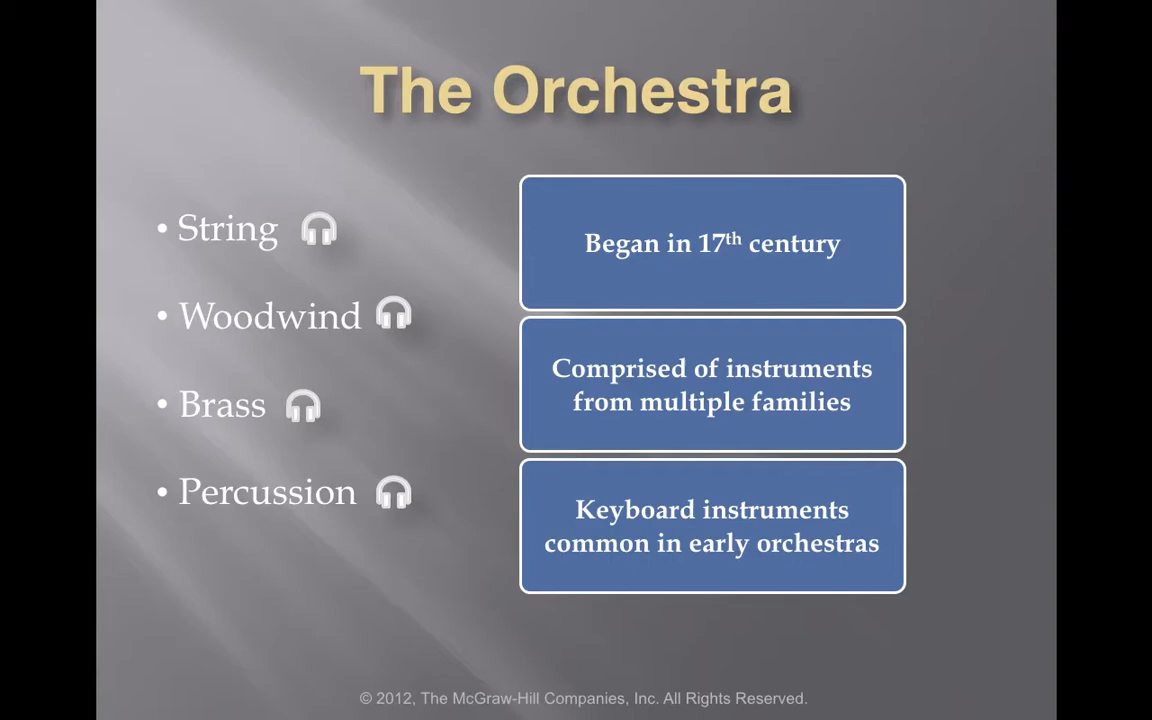 The Orchestra
• String
• Woodwind
• Brass
• Percussion
Began in 17th century
Comprised of instruments
from multiple families
Keyboard instruments
common in early orchestras
© 2012, The McGraw-Hill Companies, Inc. All Rights Reserved.